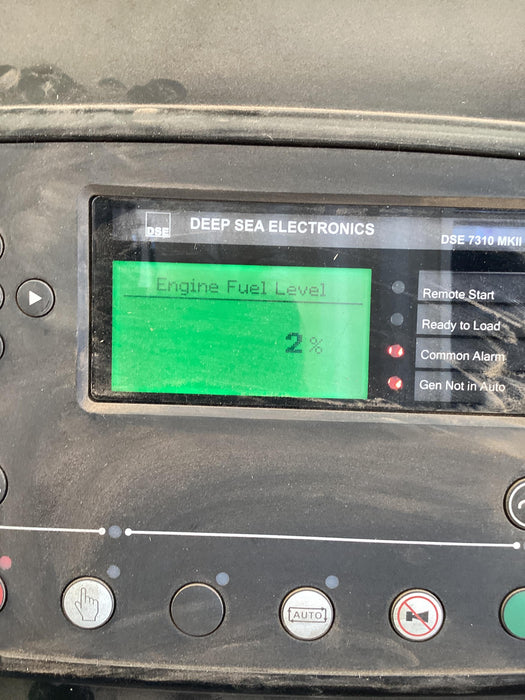 DSE
DEEP SEA ELECTRONICS
DSE 7310 MKII
Engine Fuel Level
2 %
Remote Start
Ready to Load
Common Alarm
Gen Not in Auto
AUTO